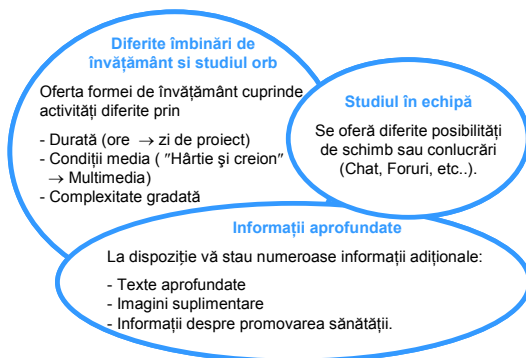 Diferite îmbinări de
învăţământ si studiul orb
Oferta formei de învăţământ cuprinde
activităţi diferite prin
- Durată (ore → zi de proiect)
- Condiţii media ( "Hârtie şi creion"
→ Multimedia)
- Complexitate gradată
Studiul în echipă
Se oferă diferite posibilităţi
de schimb sau conlucrări
(Chat, Foruri, etc..).
Informaţii aprofundate
La dispoziţie vă stau numeroase informaţii adiţionale:
- Texte aprofundate
- Imagini suplimentare
- Informaţii despre promovarea sănătăţii.